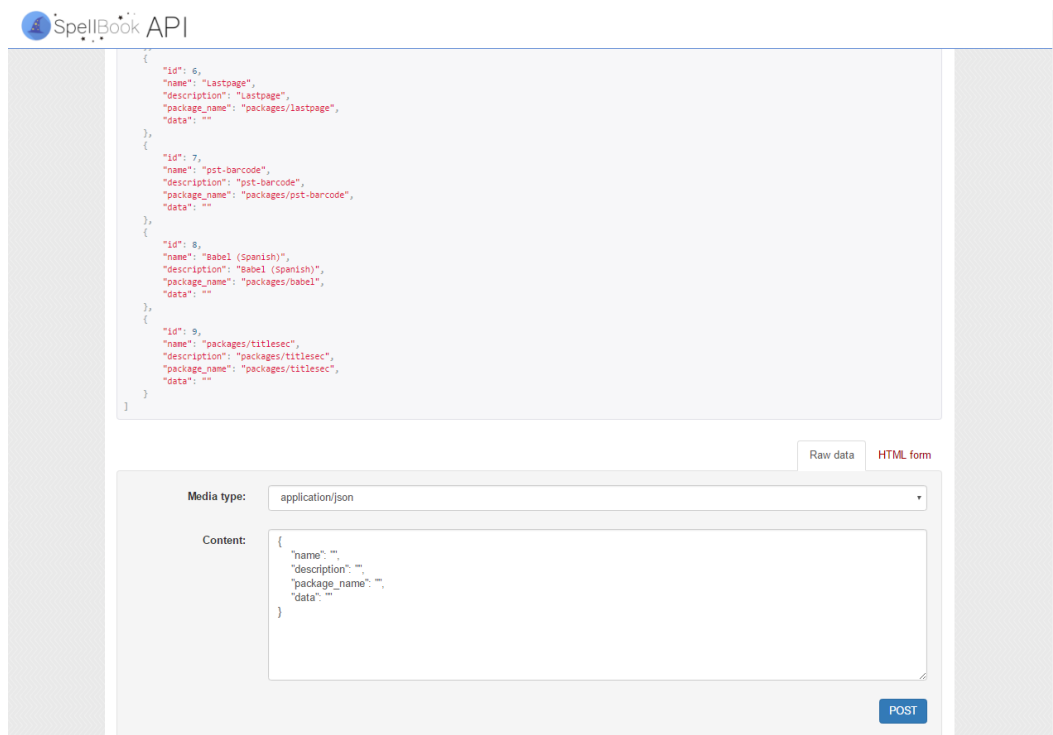 SpellBook API
},
{
"id": 6,
"name": "Lastpage",
"description": "Lastpage",
"package_name": "packages/lastpage",
"data": ""
},
{
"id": 7,
"name": "pst-barcode",
"description": "pst-barcode",
"package_name": "packages/pst-barcode",
"data": ""
},
{
"id": 8,
"name": "Babel (Spanish)",
"description": "Babel (Spanish)",
"package_name": "packages/babel",
"data": ""
},
{
"id": 9,
"name": "packages/titlesec",
"description": "packages/titlesec",
"package_name": "packages/titlesec",
"data": ""
}
]
Raw data HTML form
Media type: application/json
Content: {
"name": "",
"description": "",
"package_name": "",
"data": ""
}
POST